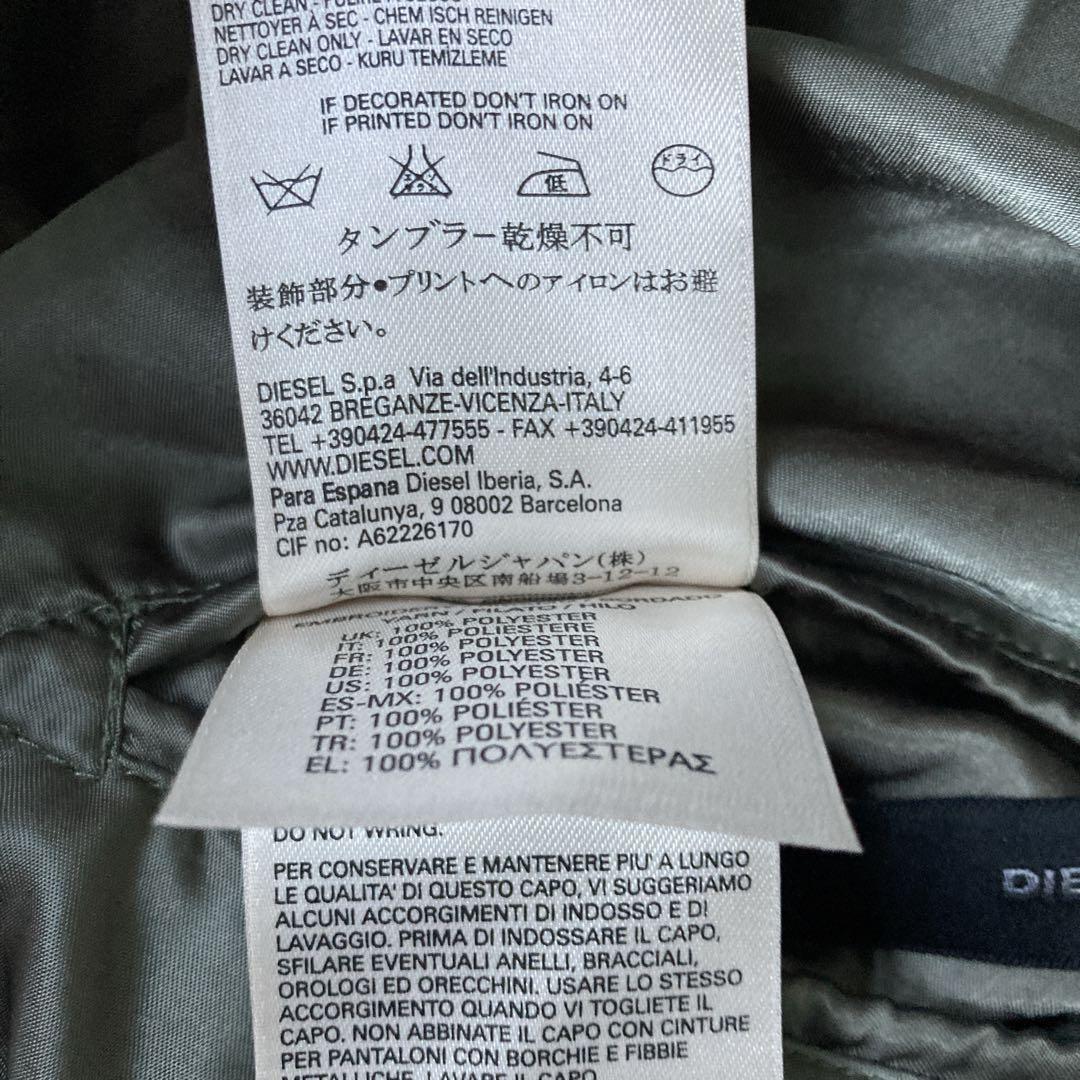 DRY CLEAN
NETTOYER À SEC - CHEM ISCH REINIGEN
DRY CLEAN ONLY - LAVAR EN SECO
LAVAR A SECO - KURU TEMIZLEME
IF DECORATED DON'T IRON ON
IF PRINTED DON'T IRON ON
低
ドライ
タンブラー乾燥不可
装飾部分●プリントへのアイロンはお避
けください。
DIESEL S.p.a Via dell'Industria, 4-6
36042 BREGANZE-VICENZA-ITALY
TEL +390424-477555 - FAX +390424-411955
WWW.DIESEL.COM
Para Espana Diesel Iberia, S.A.
Pza Catalunya, 9 08002 Barcelona
CIF no: A62226170
ディーゼルジャパン(株)
大阪市中央区南船場3-12-12
YARN / FILATO / HILO
UK: 100% POLYESTER
IT: 100% POLIESTERE
FR: 100% POLYESTER
DE: 100% POLYESTER
US: 100% POLYESTER
ES-MX: 100% POLIÉSTER
PT: 100% POLIÉSTER
TR: 100% POLYESTER
EL: 100% ΠΟΛΥΕΣΤΕΡΑΣ
DO NOT WRING.
PER CONSERVARE E MANTENERE PIU' A LUNGO
LE QUALITA' DI QUESTO CAPO, VI SUGGERIAMO
ALCUNI ACCORGIMENTI DI INDOSSO E DI
LAVAGGIO. PRIMA DI INDOSSARE IL CAPO,
SFILARE EVENTUALI ANELLI, BRACCIALI,
OROLOGI ED ORECCHINI. USARE LO STESSO
ACCORGIMENTO QUANDO VI TOGLIETE IL
CAPO. NON ABBINATE IL CAPO CON CINTURE
PER PANTALONI CON BORCHIE E FIBBIE
METALLICHE. LAVARE IL CAPO
DIE